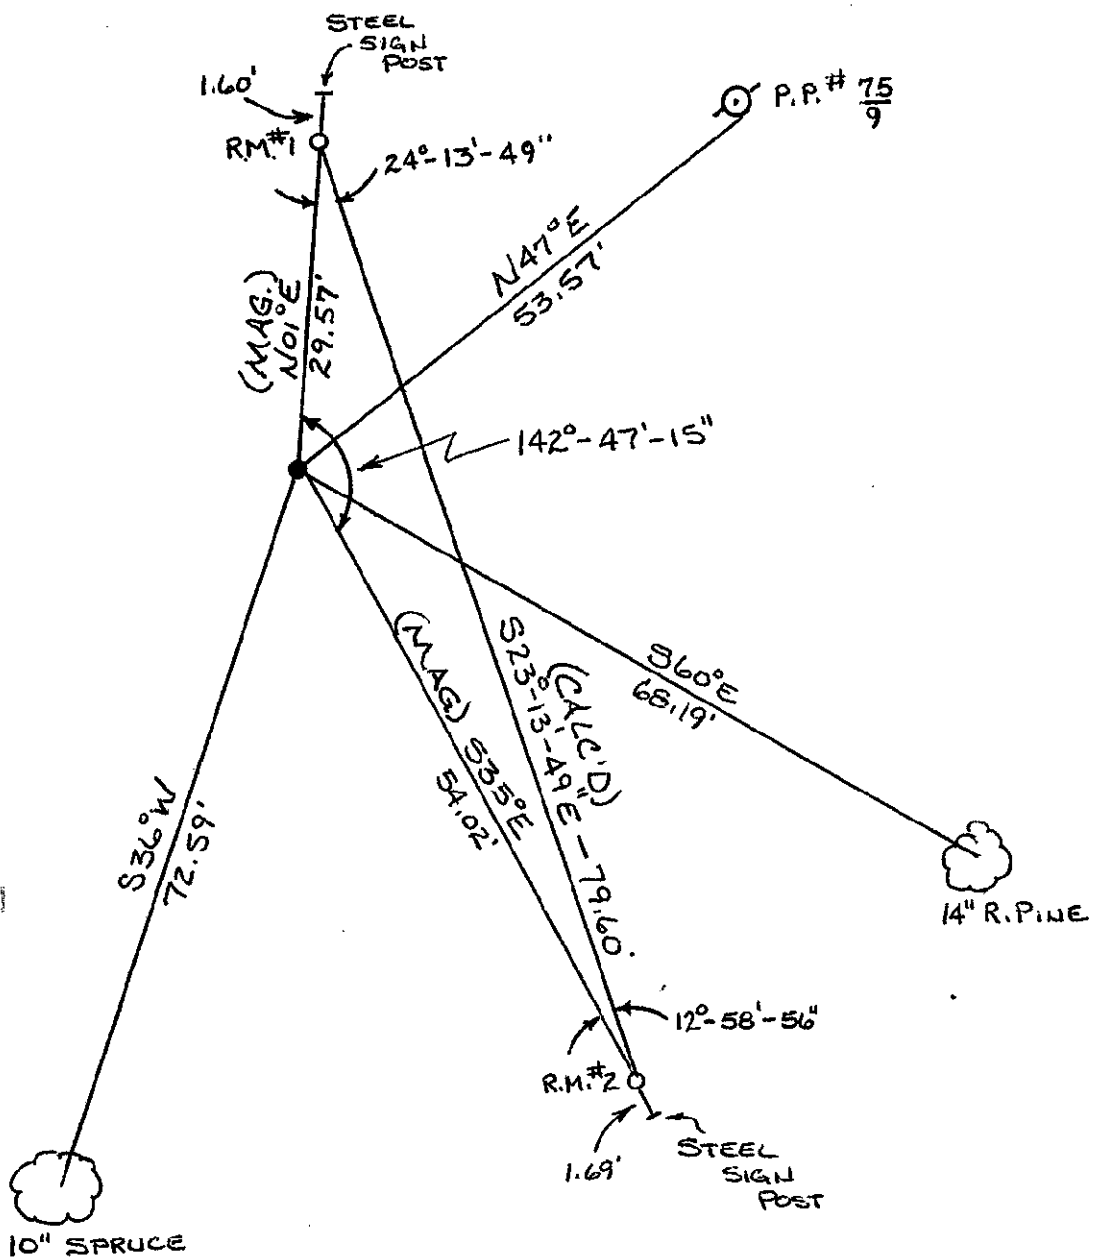 STEEL
SIGN
POST
1.60'
P.P.# 75/9
R.M.#1
24°-13'-49"
N47°E
53.57'
(MAG.)
N01°E
29.57'
142°-47'-15"
(MAG.) S35°E
54.02'
(CALC'D)
S23°-13'-49"E - 79.60.
S60°E
68.19'
S36°W
72.59'
14" R.PINE
12°-58'-56"
R.M.#2
1.69'
STEEL
SIGN
POST
10" SPRUCE